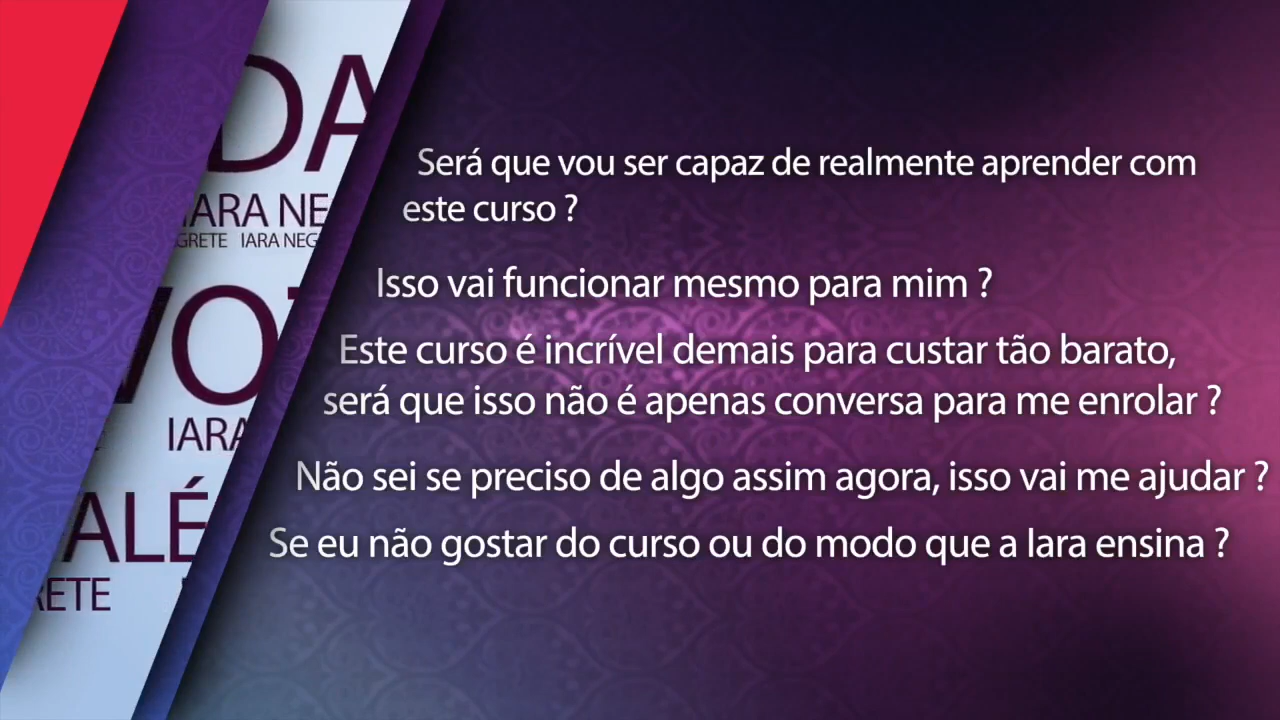 DA
IARA NE
GRETE IARA NEG
VO
IARA
ALÉ
RETE
Será que vou ser capaz de realmente aprender com
este curso ?
Isso vai funcionar mesmo para mim ?
Este curso é incrível demais para custar tão barato,
será que isso não é apenas conversa para me enrolar ?
Não sei se preciso de algo assim agora, isso vai me ajudar ?
Se eu não gostar do curso ou do modo que a Iara ensina ?